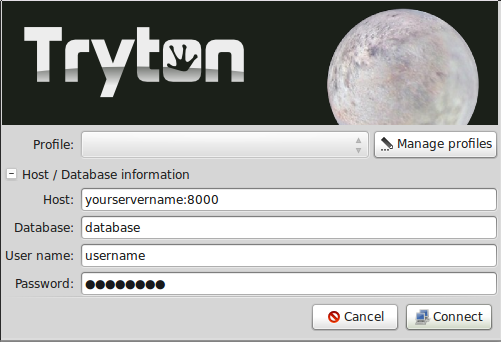 Tryton
Profile:
Manage profiles
Host / Database information
Host: yourservername:8000
Database: database
User name: username
Password: ●●●●●●●●
Cancel Connect